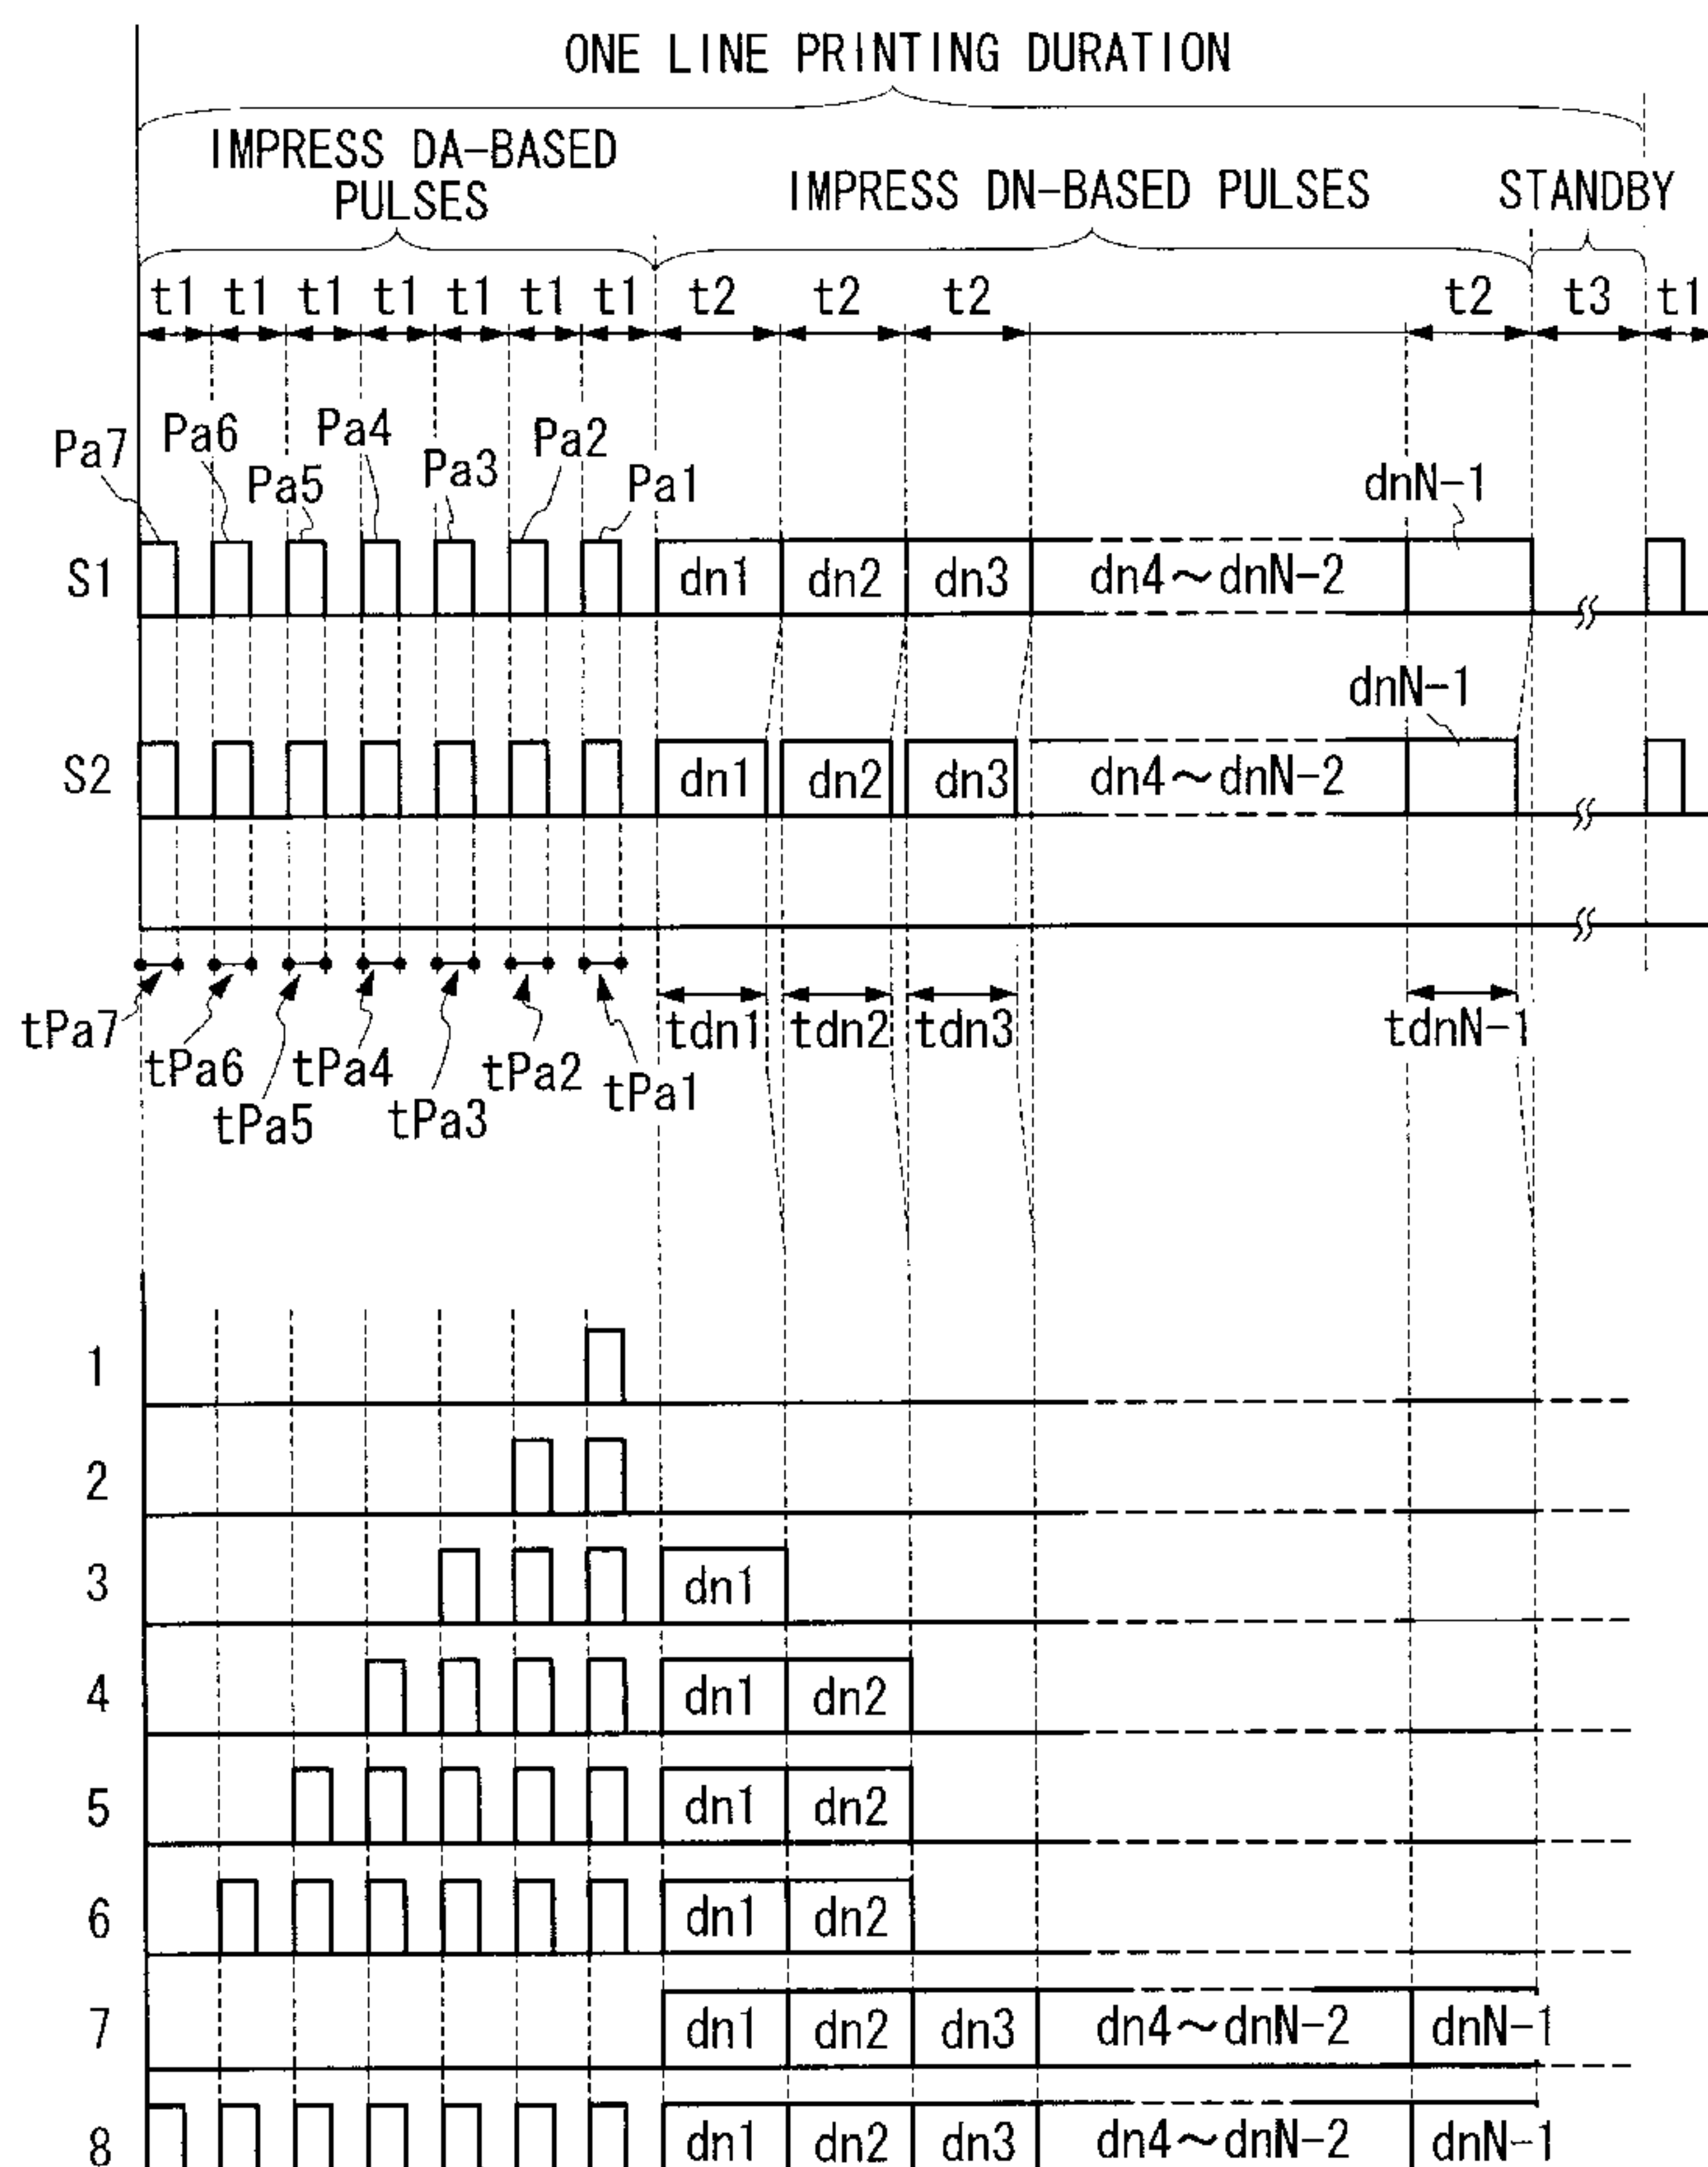 ONE LINE PRINTING DURATION
IMPRESS DA-BASED
PULSES
IMPRESS DN-BASED PULSES
STANDBY
t1 t1 t1 t1 t1 t1 t1 t2 t2 t2 t2 t3 t1
Pa7 Pa6 Pa5 Pa4 Pa3 Pa2 Pa1 dnN-1
S1 dn1 dn2 dn3 dn4~dnN-2
dnN-1
S2 dn1 dn2 dn3 dn4~dnN-2
tPa7 tPa6 tPa5 tPa4 tPa3 tPa2 tPa1 tdn1 tdn2 tdn3 tdnN-1
1
2
3 dn1
4 dn1 dn2
5 dn1 dn2
6 dn1 dn2
7 dn1 dn2 dn3 dn4~dnN-2 dnN-1
8 dn1 dn2 dn3 dn4~dnN-2 dnN-1